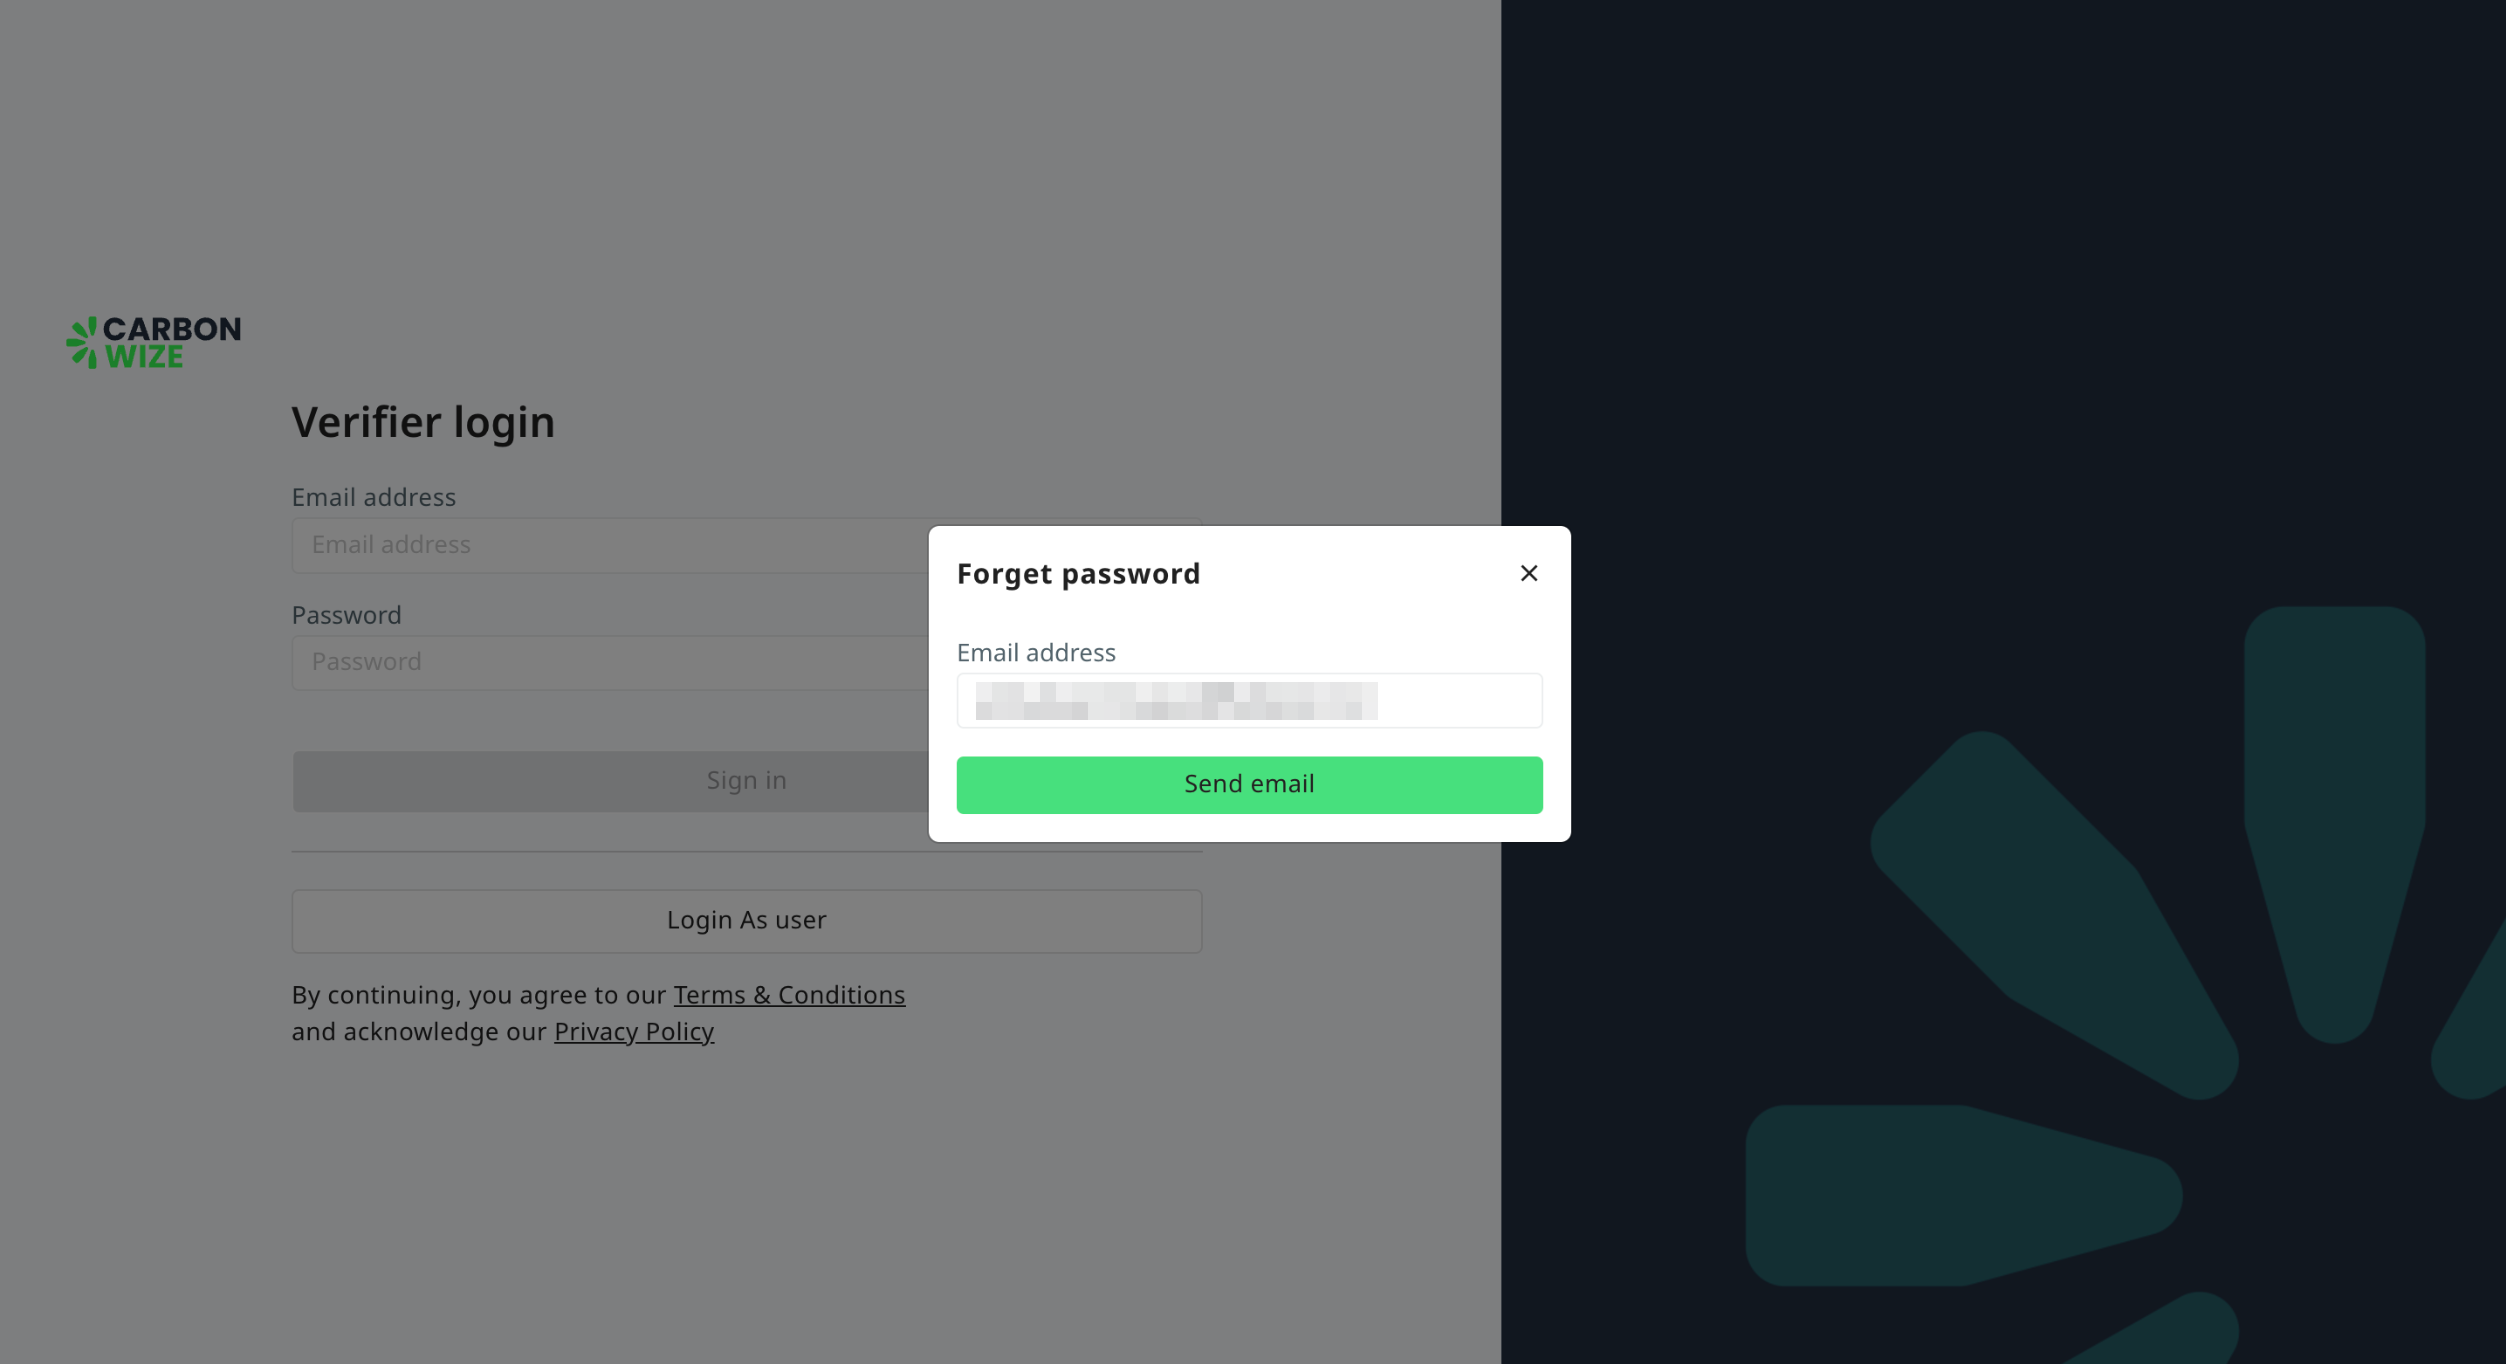 CARBON
WIZE
Verifier login
Email address
Email address
Password
Password
Sign in
Login As user
By continuing, you agree to our Terms & Conditions
and acknowledge our Privacy Policy
Forget password
Email address
Send email